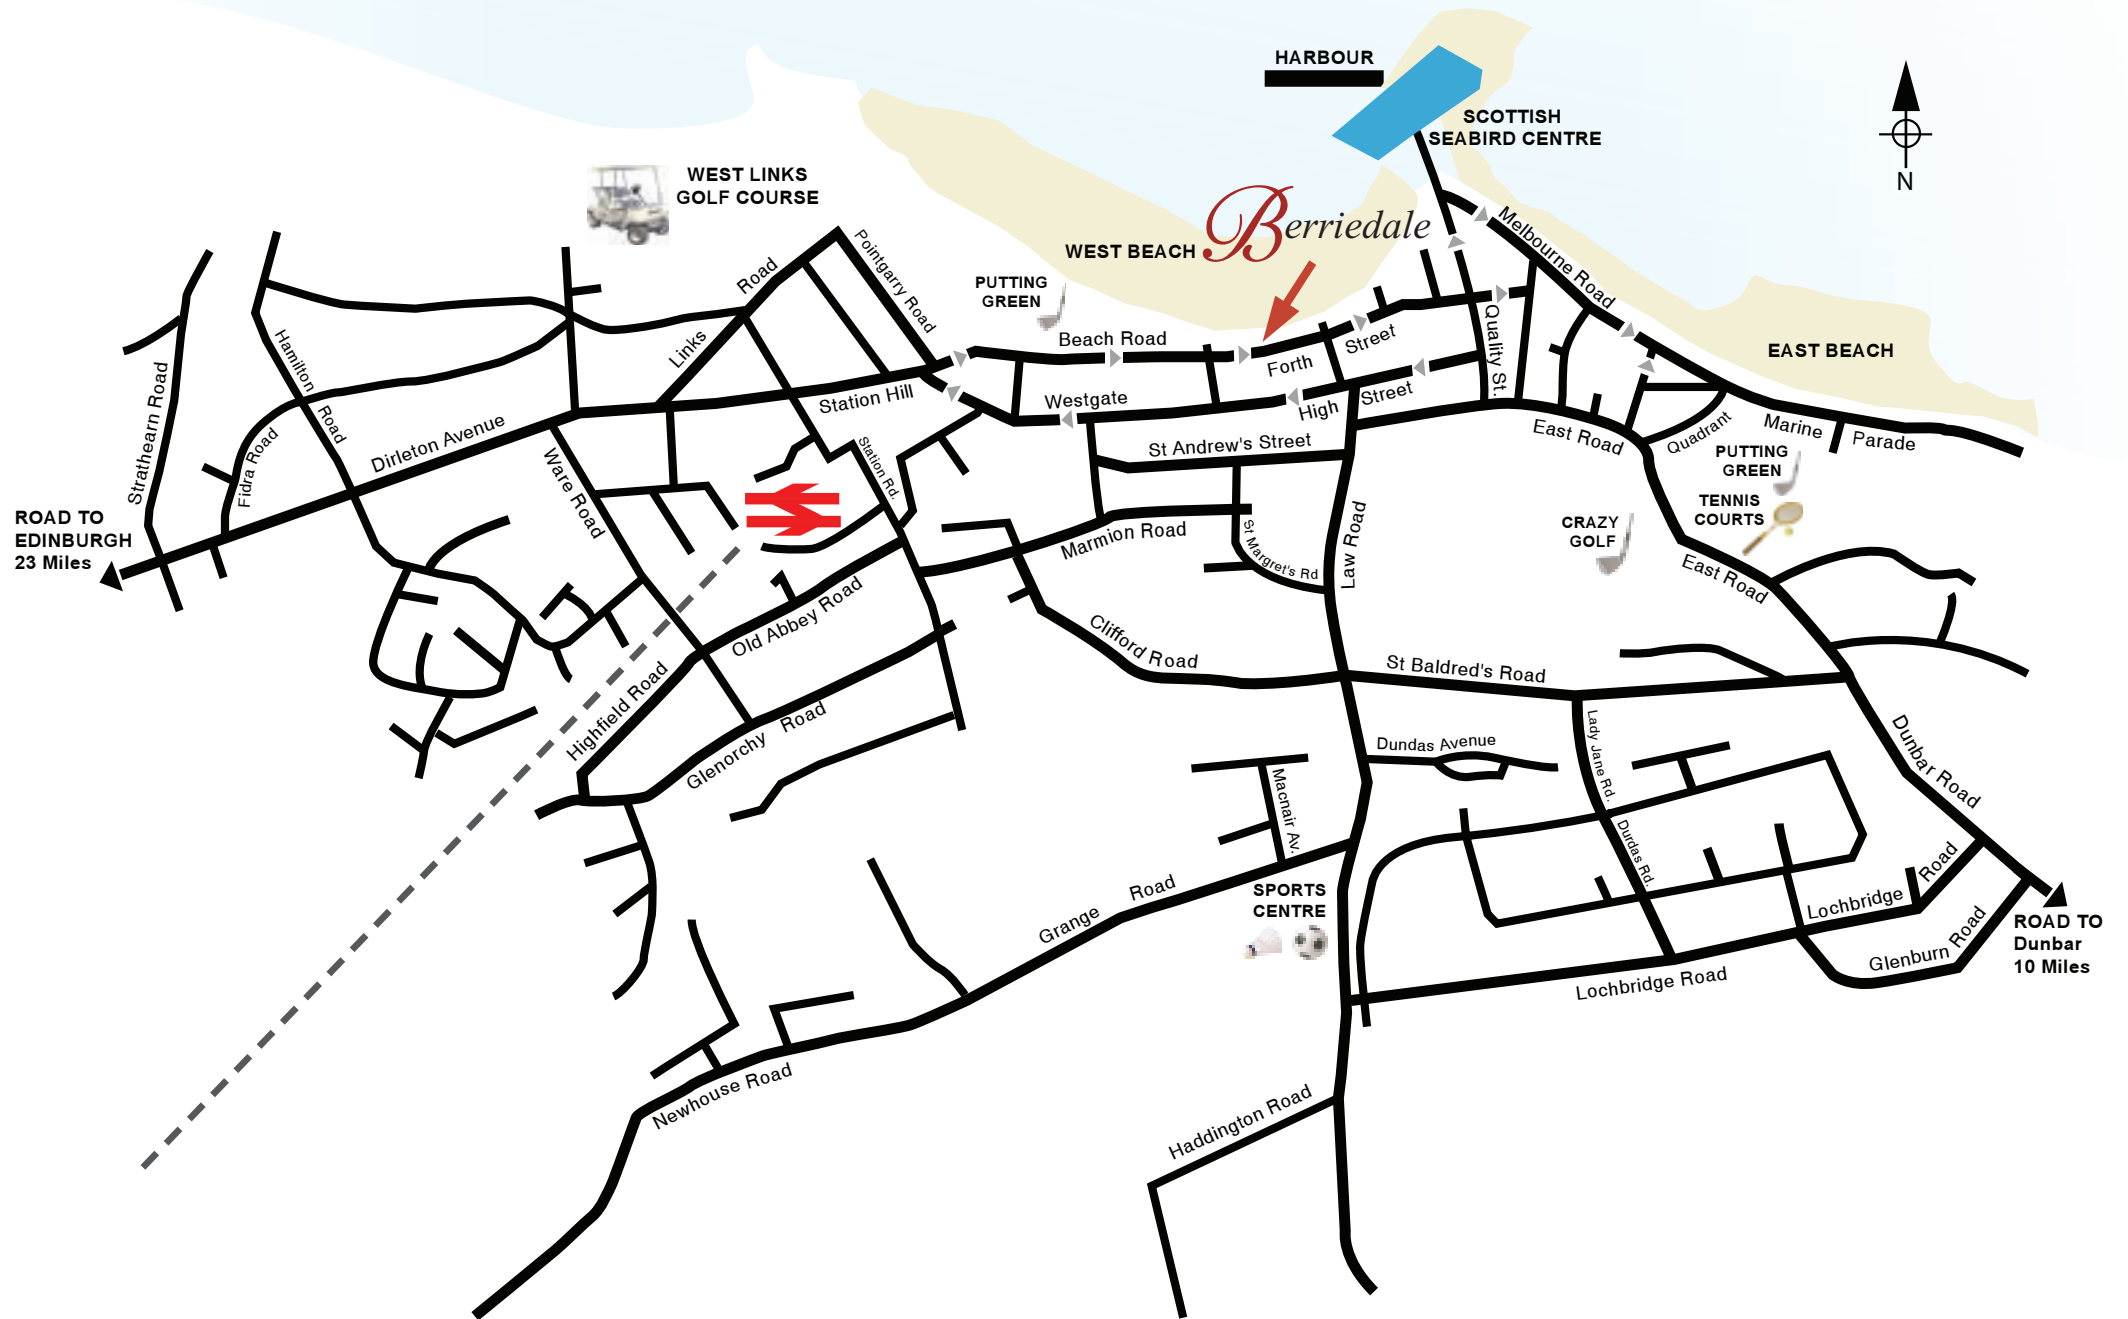 HARBOUR
SCOTTISH
SEABIRD CENTRE
N
WEST LINKS
GOLF COURSE
Berriedale
WEST BEACH
PUTTING
GREEN
Melbourne Road
Pointgarry Road
Links Road
Beach Road
Forth Street
Quality St.
EAST BEACH
Hamilton Road
Strathearn Road
Fidra Road
Dirleton Avenue
Station Hill
Westgate
High Street
St Andrew's Street
East Road
Quadrant
Marine Parade
PUTTING
GREEN
TENNIS
COURTS
CRAZY
GOLF
Ware Road
Station Rd.
ROAD TO
EDINBURGH
23 Miles
Marmion Road
St Margret's Rd
Law Road
East Road
Old Abbey Road
Clifford Road
St Baldred's Road
Highfield Road
Glenorchy Road
Dundas Avenue
Lady Jane Rd.
Durdas Rd.
Dunbar Road
Macnair Av.
Grange Road
SPORTS
CENTRE
Lochbridge Road
Glenburn Road
ROAD TO
Dunbar
10 Miles
Lochbridge Road
Newhouse Road
Haddington Road